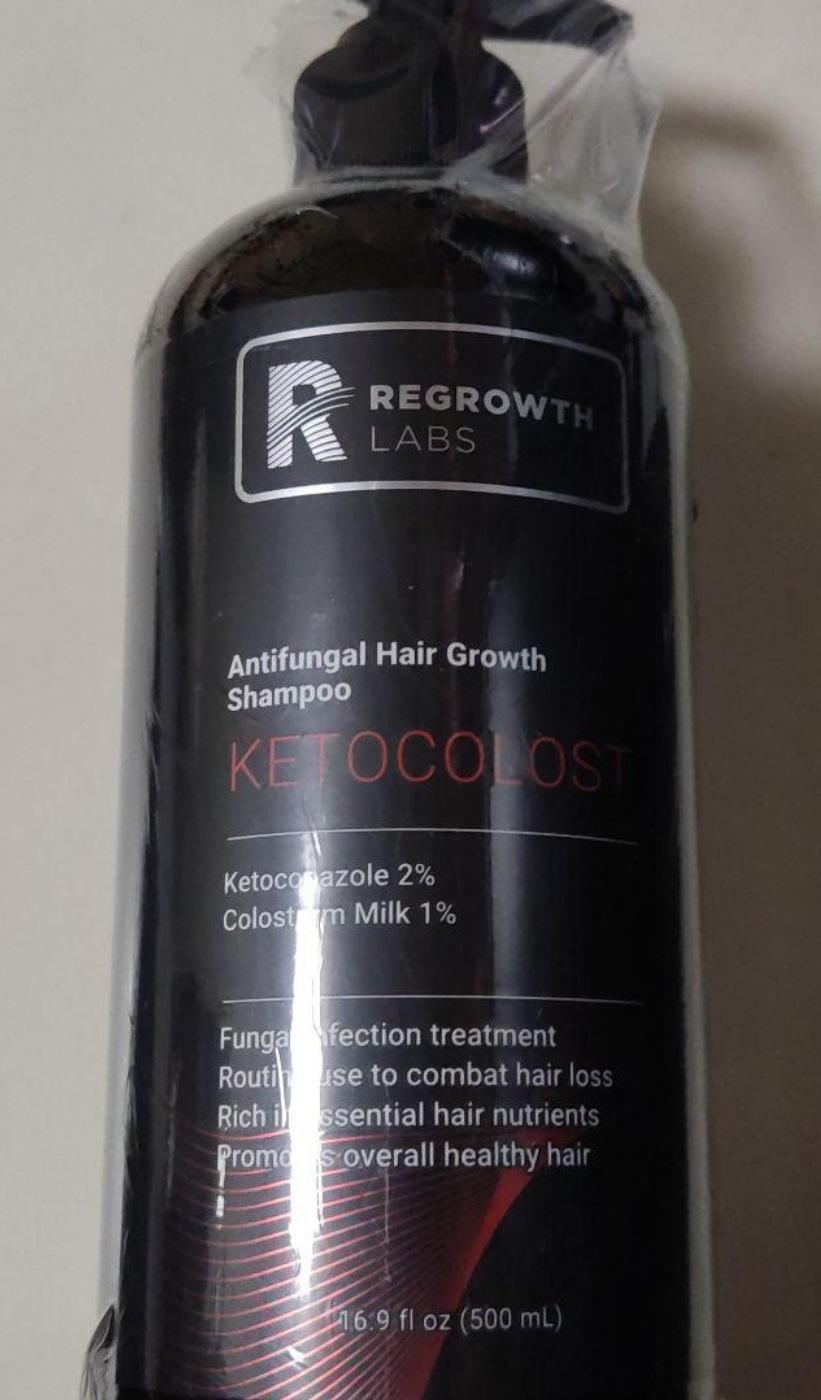 R REGROWTH
LABS
Antifungal Hair Growth
Shampoo
KETOCOLOST
Ketoconazole 2%
Colostrum Milk 1%
Fungal infection treatment
Routine use to combat hair loss
Rich in essential hair nutrients
Promotes overall healthy hair
16.9 fl oz (500 mL)